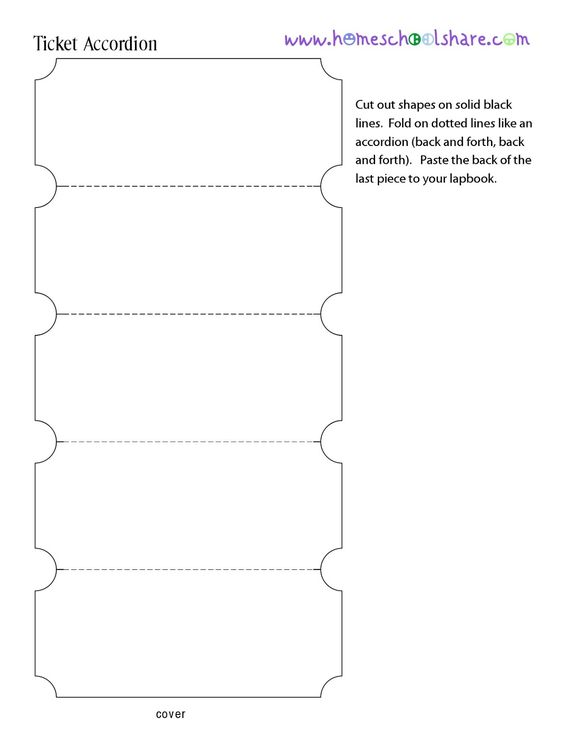 Ticket Accordion
www.homeschoolshare.com
Cut out shapes on solid black
lines. Fold on dotted lines like an
accordion (back and forth, back
and forth). Paste the back of the
last piece to your lapbook.
cover